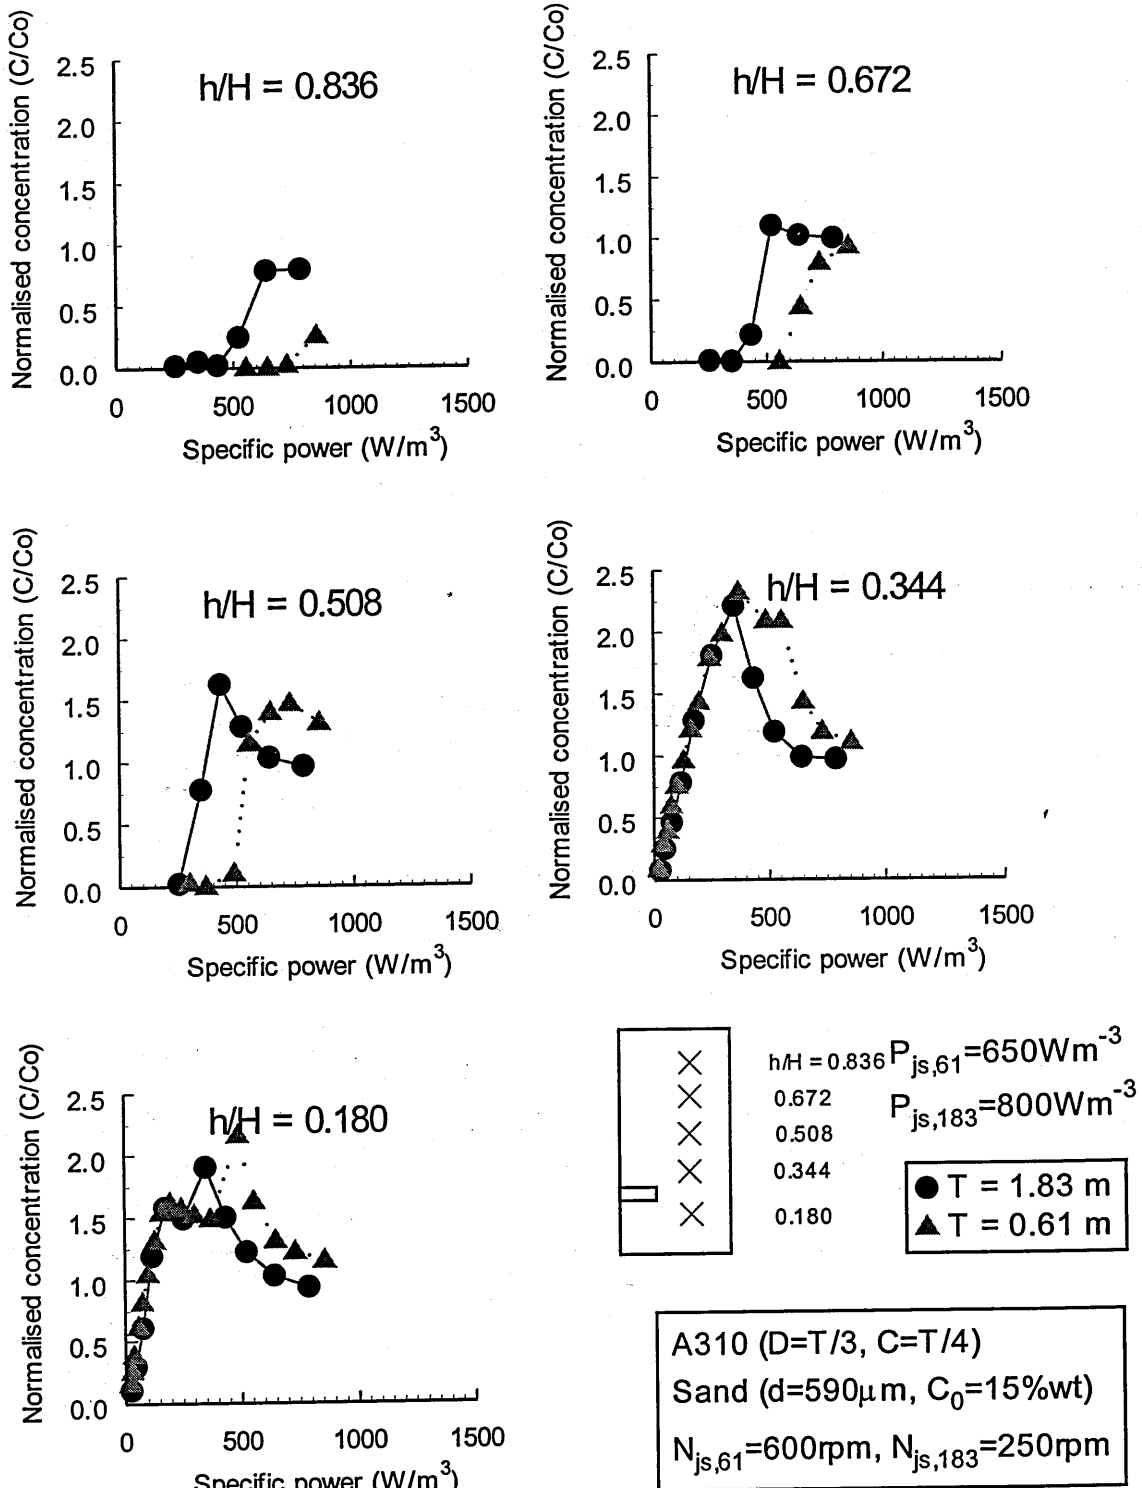 Normalised concentration (C/Co)
h/H = 0.836
2.5
2.0
1.5
1.0
0.5
0.0
0 500 1000 1500
Specific power (W/m³)
Normalised concentration (C/Co)
h/H = 0.672
2.5
2.0
1.5
1.0
0.5
0.0
0 500 1000 1500
Specific power (W/m³)
Normalised concentration (C/Co)
h/H = 0.508
2.5
2.0
1.5
1.0
0.5
0.0
0 500 1000 1500
Specific power (W/m³)
Normalised concentration (C/Co)
h/H = 0.344
2.5
2.0
1.5
1.0
0.5
0.0
0 500 1000 1500
Specific power (W/m³)
Normalised concentration (C/Co)
h/H = 0.180
2.5
2.0
1.5
1.0
0.5
0.0
0 500 1000 1500
Specific power (W/m³)
h/H = 0.836
0.672
0.508
0.344
0.180
Pjs,61=650Wm⁻³
Pjs,183=800Wm⁻³
T = 1.83 m
T = 0.61 m
A310 (D=T/3, C=T/4)
Sand (d=590μm, C₀=15%wt)
Njs,61=600rpm, Njs,183=250rpm